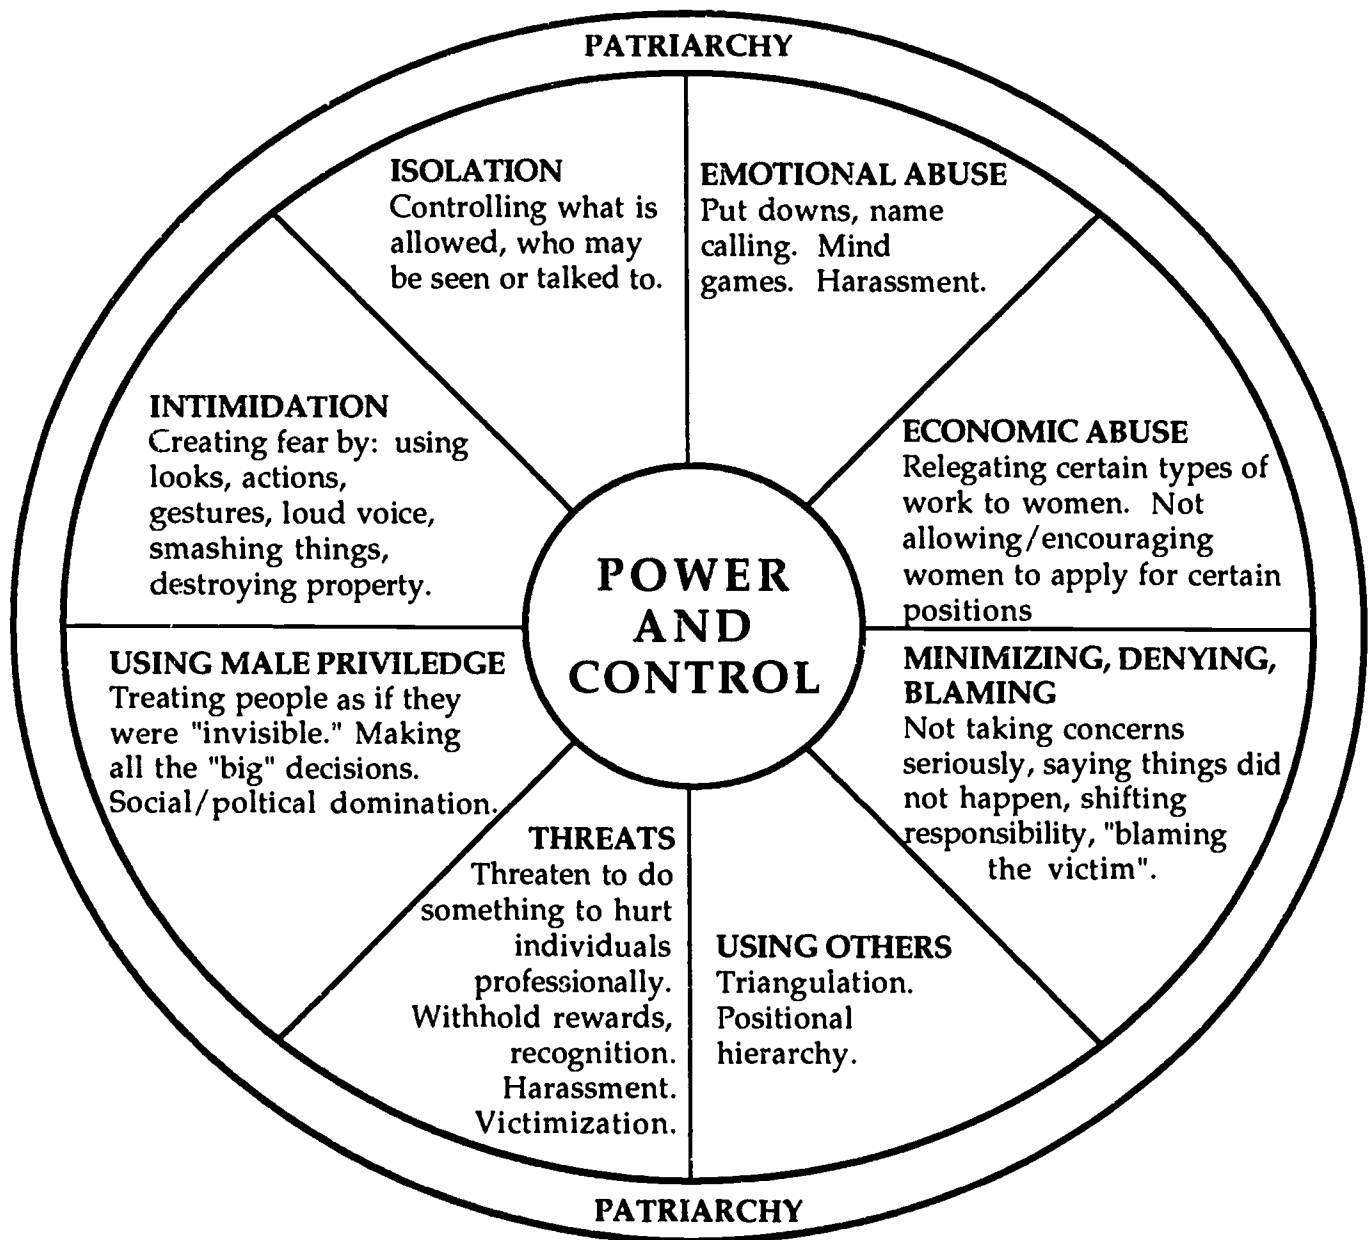 PATRIARCHY
ISOLATION
Controlling what is
allowed, who may
be seen or talked to.
EMOTIONAL ABUSE
Put downs, name
calling. Mind
games. Harassment.
INTIMIDATION
Creating fear by: using
looks, actions,
gestures, loud voice,
smashing things,
destroying property.
ECONOMIC ABUSE
Relegating certain types of
work to women. Not
allowing/encouraging
women to apply for certain
positions
POWER
AND
CONTROL
USING MALE PRIVILEDGE
Treating people as if they
were "invisible." Making
all the "big" decisions.
Social/poltical domination.
MINIMIZING, DENYING,
BLAMING
Not taking concerns
seriously, saying things did
not happen, shifting
responsibility, "blaming
the victim".
THREATS
Threaten to do
something to hurt
individuals
professionally.
Withhold rewards,
recognition.
Harassment.
Victimization.
USING OTHERS
Triangulation.
Positional
hierarchy.
PATRIARCHY